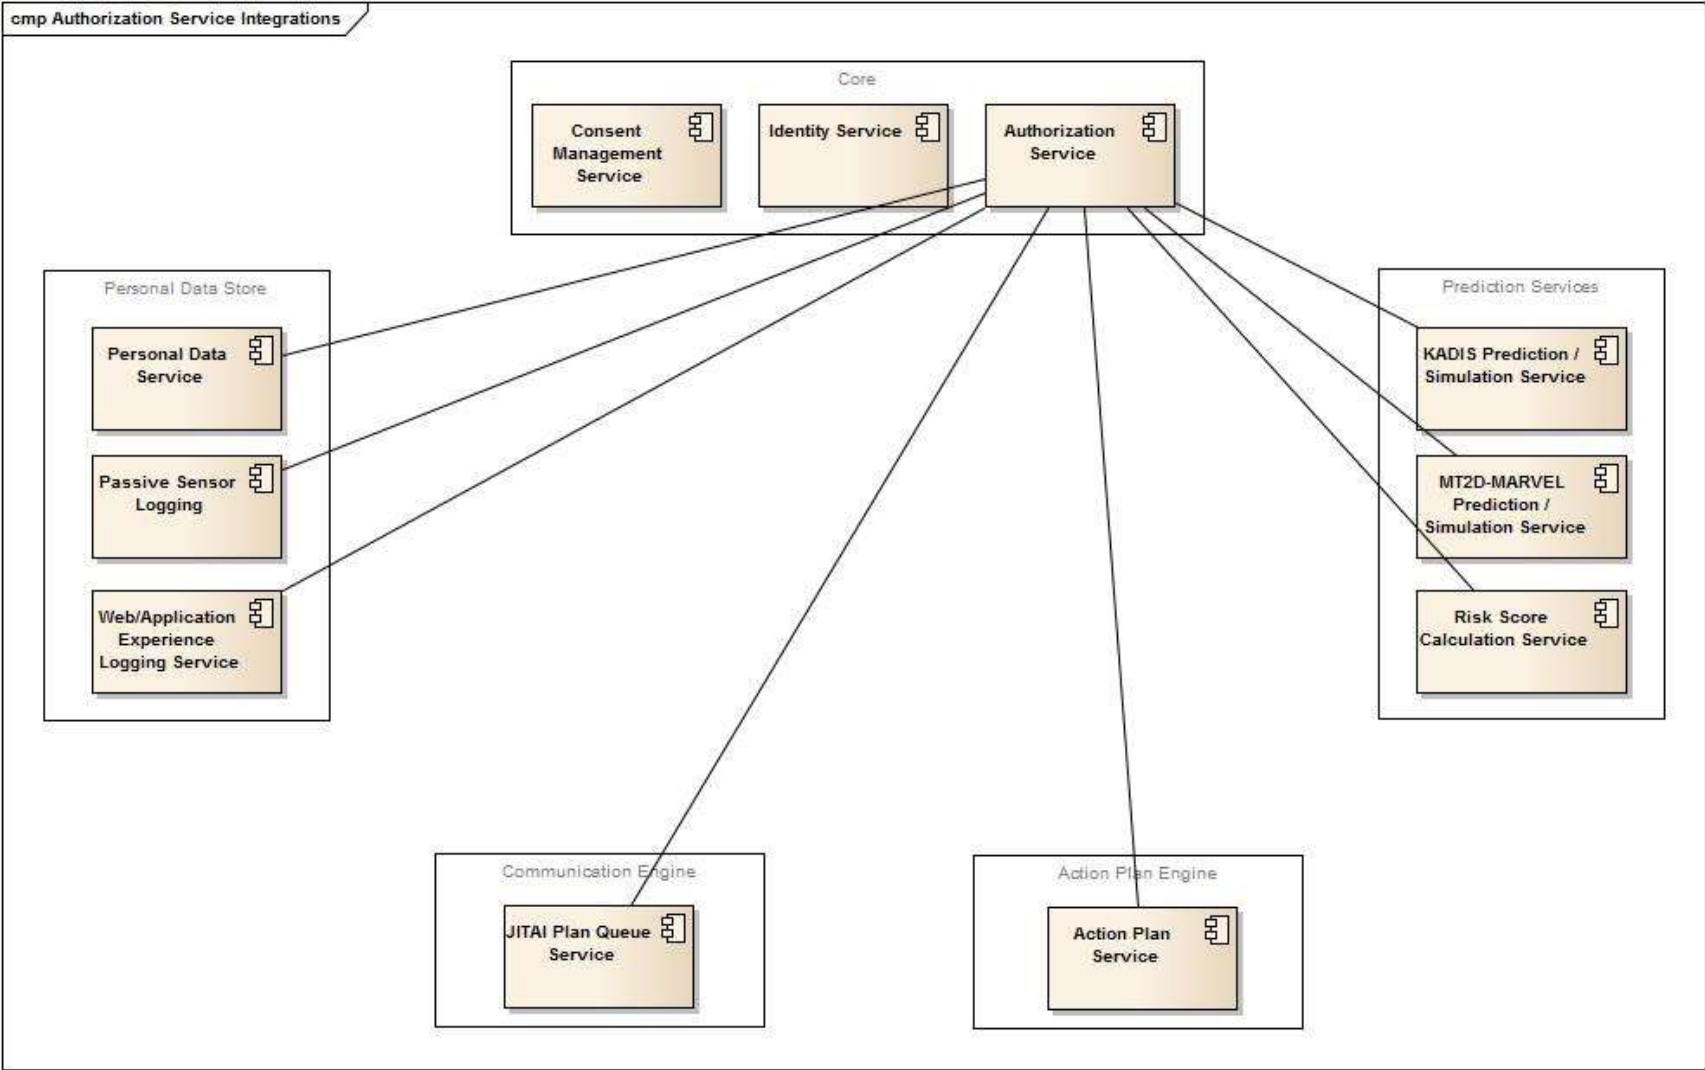 cmp Authorization Service Integrations
Core
Consent
Management
Service
Identity Service
Authorization
Service
Personal Data Store
Personal Data
Service
Passive Sensor
Logging
Web/Application
Experience
Logging Service
Prediction Services
KADIS Prediction /
Simulation Service
MT2D-MARVEL
Prediction /
Simulation Service
Risk Score
Calculation Service
Communication Engine
JITAI Plan Queue
Service
Action Plan Engine
Action Plan
Service